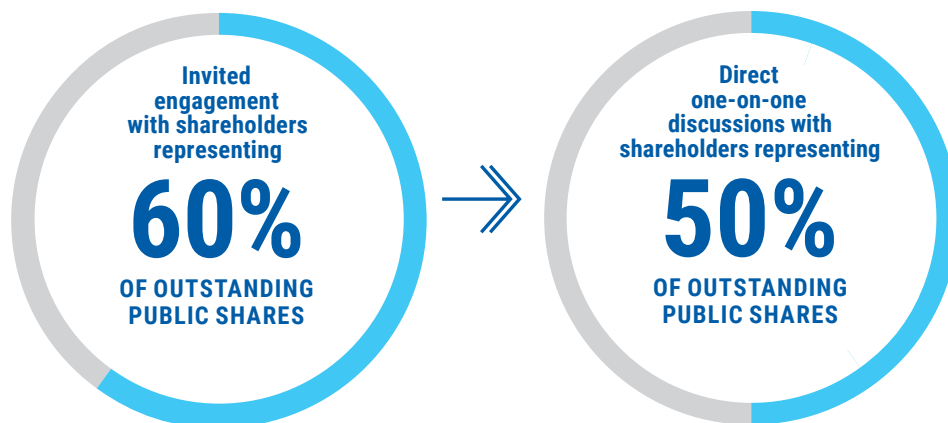 Invited
engagement
with shareholders
representing
60%
OF OUTSTANDING
PUBLIC SHARES
Direct
one-on-one
discussions with
shareholders representing
50%
OF OUTSTANDING
PUBLIC SHARES